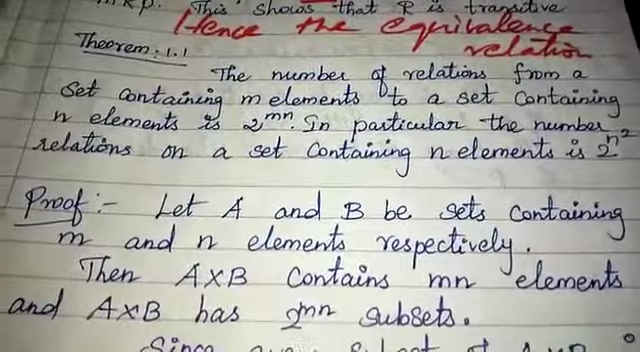 This shows that R is transitive
Hence the equivalence
relation
Theorem:1.1
The number of relations from a
set containing m elements to a set containing
n elements is 2^mn. In particular the number
relations on a set containing n elements is 2^n^2
Proof:- Let A and B be sets containing
m and n elements respectively.
Then A×B contains mn elements
and A×B has 2^mn subsets.
Since